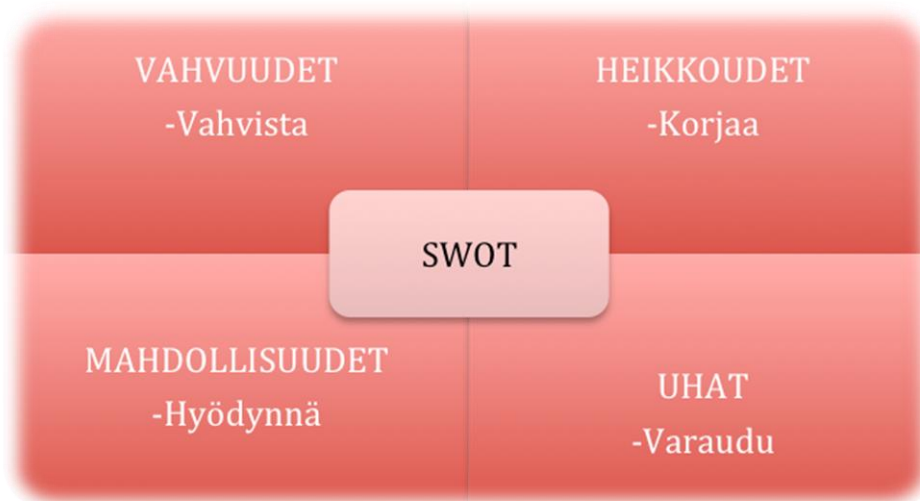 VAHVUUDET
-Vahvista
HEIKKOUDET
-Korjaa
SWOT
MAHDOLLISUUDET
-Hyödynnä
UHAT
-Varaudu